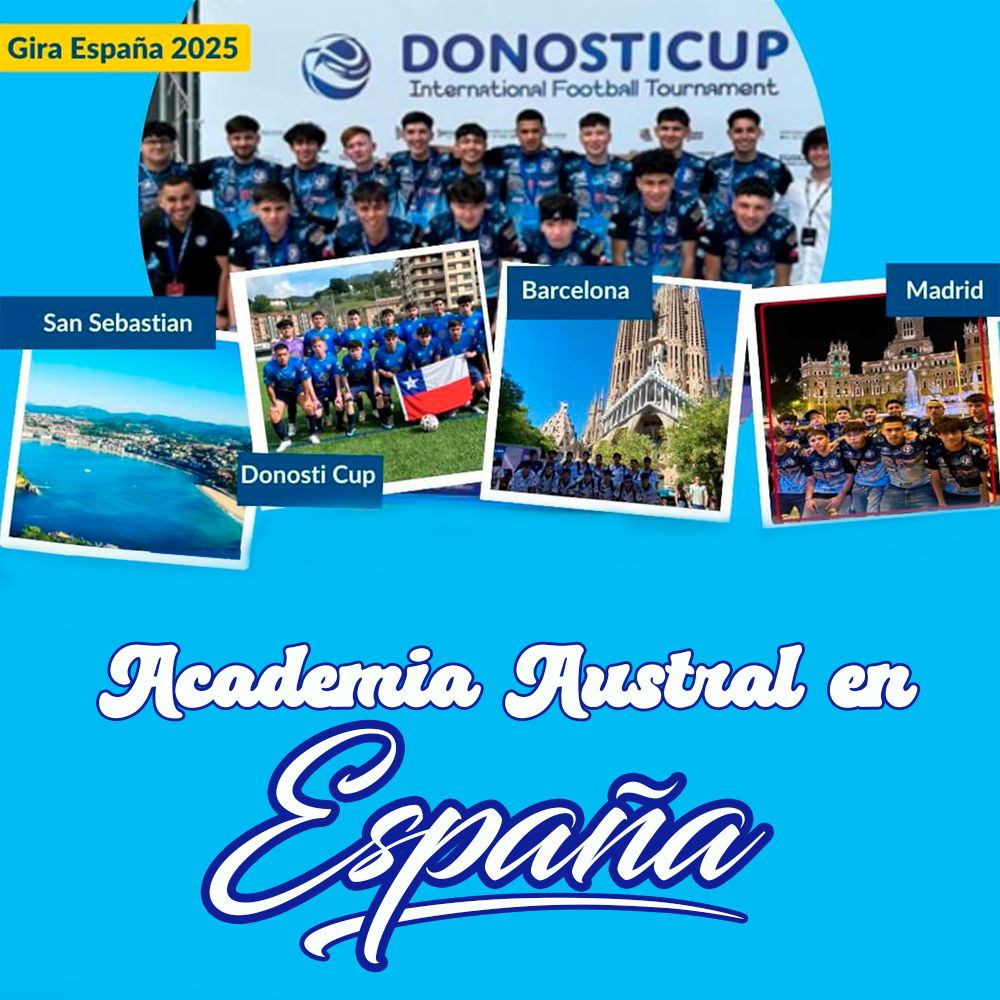 Gira España 2025
DONOSTICUP
International Football Tournament
San Sebastian
Donosti Cup
Barcelona
Madrid
Academia Austral en
España